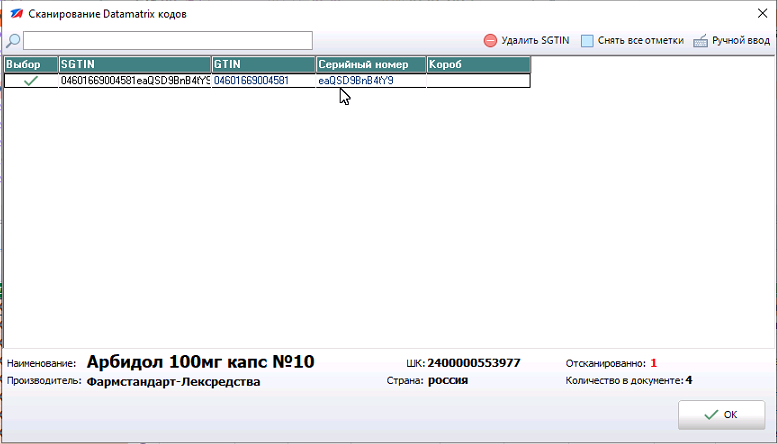 Сканирование Datamatrix кодов
Удалить SGTIN Снять все отметки Ручной ввод
Выбор SGTIN GTIN Серийный номер Короб
04601669004581eaQSD9BnB4tY9 04601669004581 eaQSD9BnB4tY9
Наименование: Арбидол 100мг капс №10 ШК: 2400000553977 Отсканированно: 1
Производитель: Фармстандарт-Лексредства Страна: россия Количество в документе: 4
OK